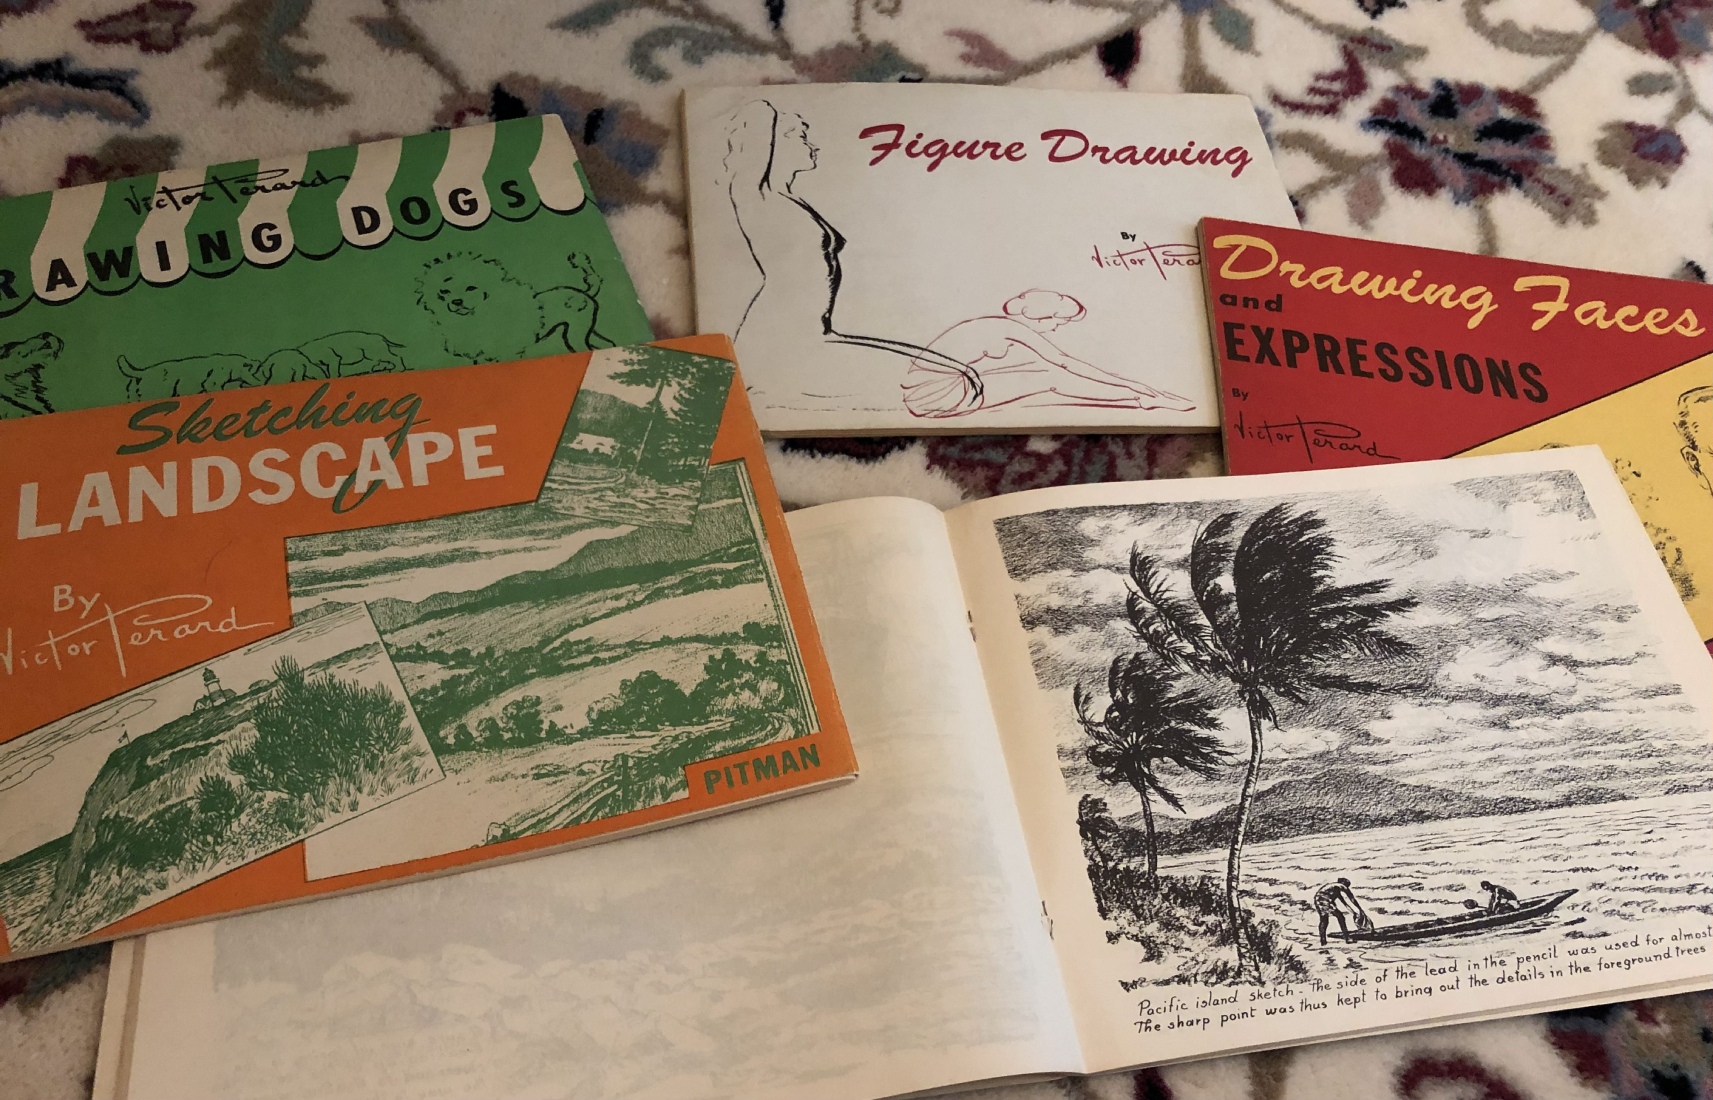 Victor Perard
RAWING DOGS
Figure Drawing
By
Victor Pera
Drawing Faces
and
EXPRESSIONS
By
Victor Perard
Sketching
LANDSCAPE
By
Victor Perard
PITMAN
Pacific island sketch - The side of the lead in the pencil was used for almost
The sharp point was thus kept to bring out the details in the foreground trees